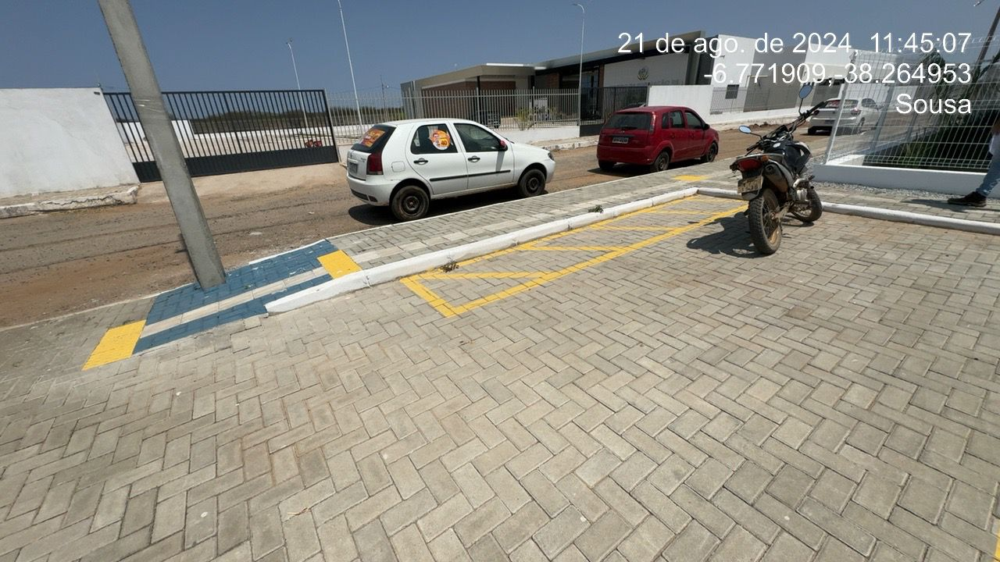 21 de ago. de 2024, 11:45:07
-6.771909,-38.264953
Sousa